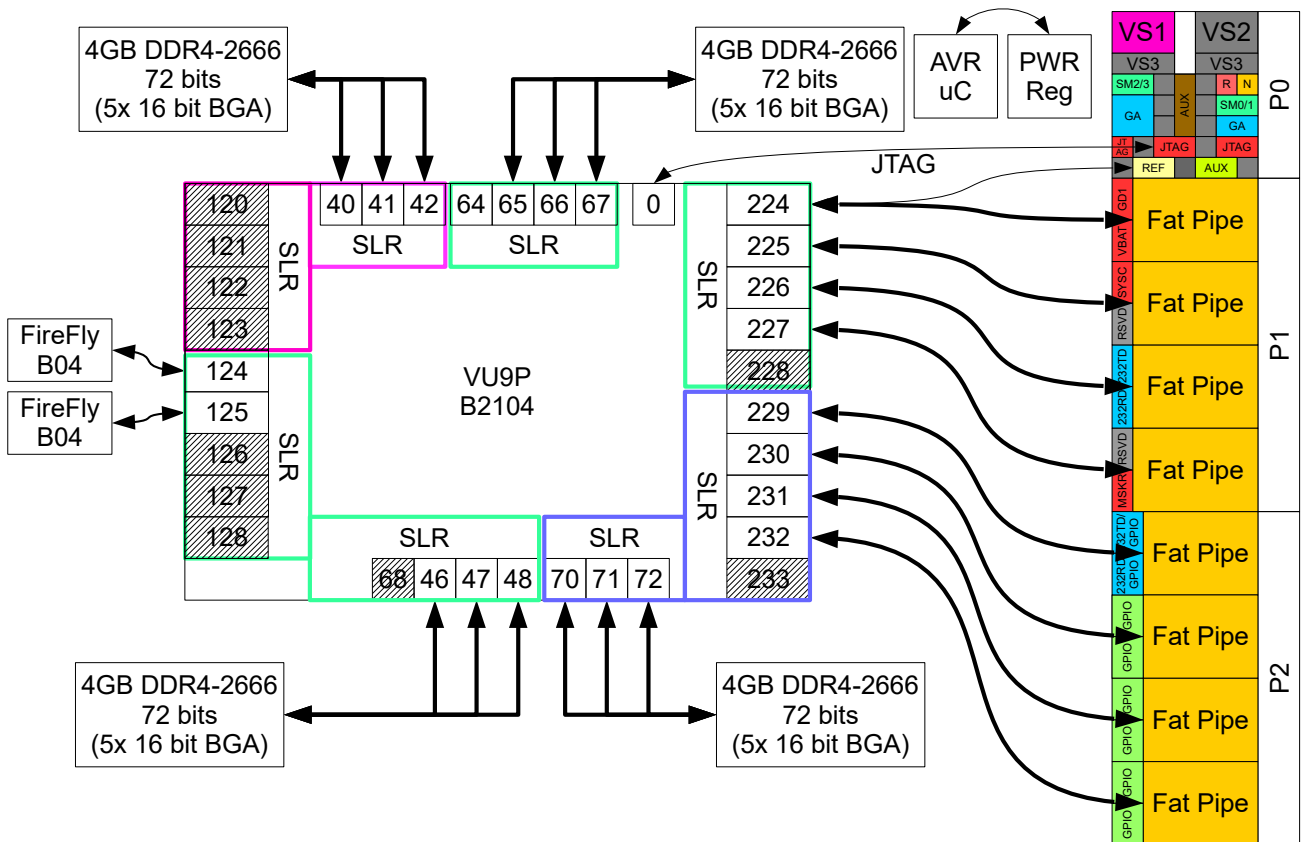 4GB DDR4-2666
72 bits
(5x 16 bit BGA)
4GB DDR4-2666
72 bits
(5x 16 bit BGA)
AVR
uC
PWR
Reg
JTAG
120
121
122
123
SLR
40 41 42
SLR
64 65 66 67
SLR
0
224
225
226
227
228
SLR
FireFly
B04
FireFly
B04
124
125
126
127
128
SLR
VU9P
B2104
229
230
231
232
233
SLR
SLR
68 46 47 48
SLR
70 71 72
4GB DDR4-2666
72 bits
(5x 16 bit BGA)
4GB DDR4-2666
72 bits
(5x 16 bit BGA)
VS1 VS2
VS3 VS3
SM2/3 AUX R N
SM0/1
GA GA
JT
AG
JTAG JTAG
REF AUX
P0
GD1
VBAT
Fat Pipe
SYSC
RSVD
Fat Pipe
232TD
232RD
Fat Pipe
RSVD
MSKR
Fat Pipe
P1
232TD/
GPIO
232RD/
GPIO
Fat Pipe
GPIO
GPIO
Fat Pipe
GPIO
GPIO
Fat Pipe
GPIO
GPIO
Fat Pipe
P2